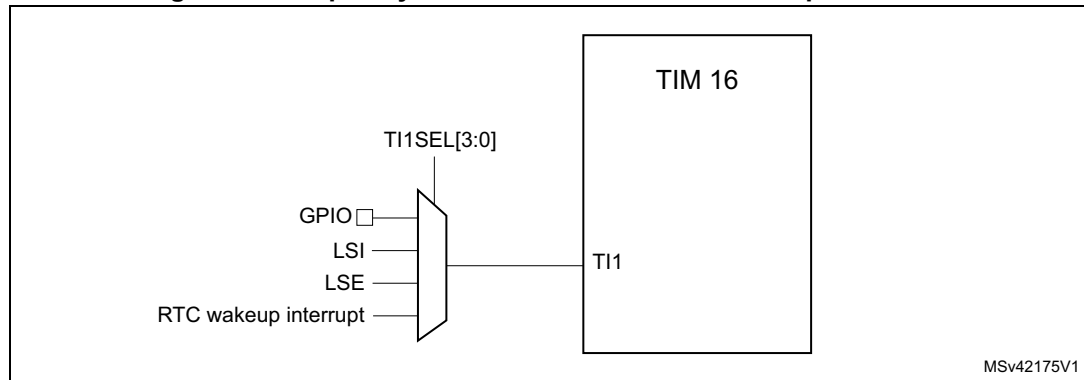 TIM 16
TI1SEL[3:0]
GPIO
LSI
TI1
LSE
RTC wakeup interrupt
MSv42175V1